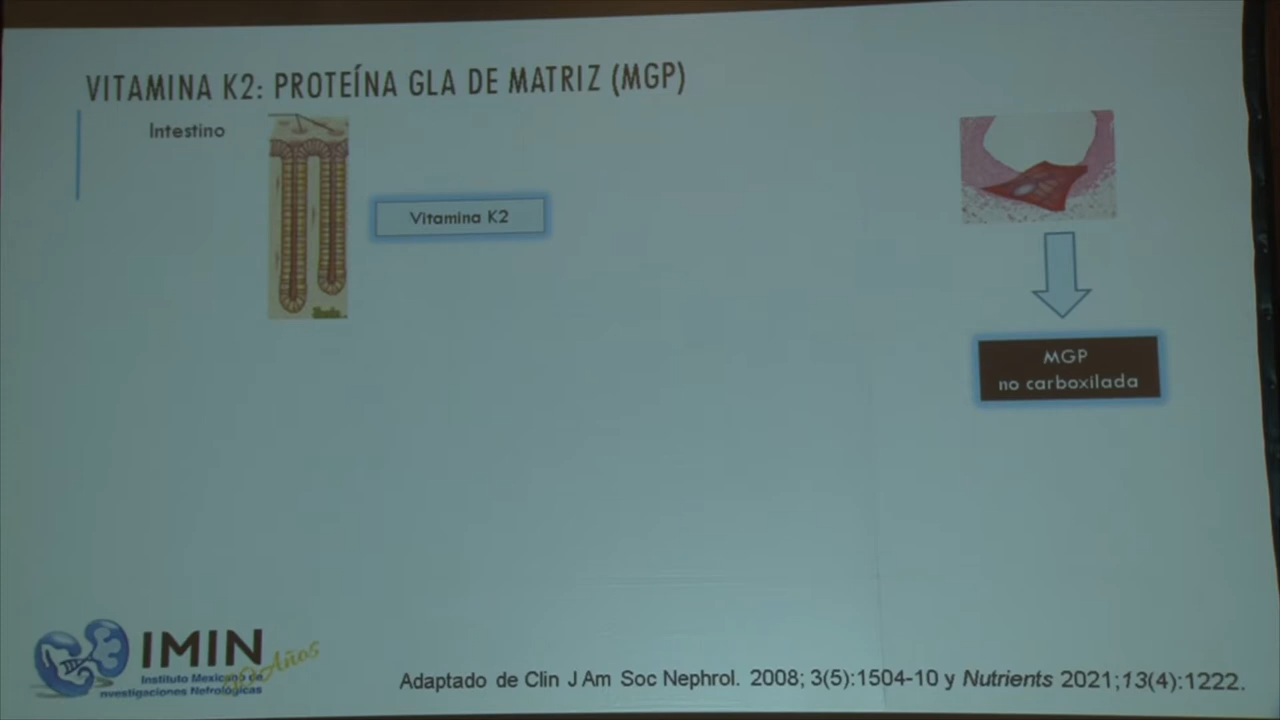 VITAMINA K2: PROTEÍNA GLA DE MATRIZ (MGP)
Intestino
Vitamina K2
MGP
no carboxilada
IMIN
Años
Instituto Mexicano de
Investigaciones Nefrológicas
Adaptado de Clin J Am Soc Nephrol. 2008; 3(5):1504-10 y Nutrients 2021;13(4):1222.